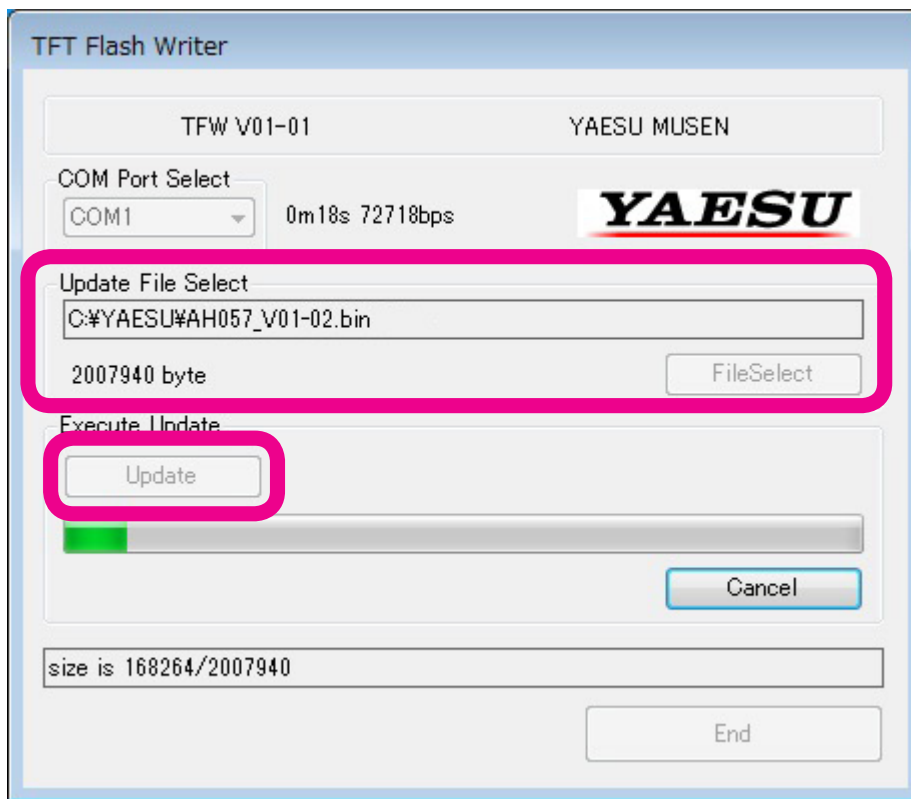 TFT Flash Writer
TFW V01-01 YAESU MUSEN
COM Port Select
COM1 0m18s 72718bps YAESU
Update File Select
C:¥YAESU¥AH057_V01-02.bin
2007940 byte FileSelect
Execute Update
Update
Cancel
size is 168264/2007940
End